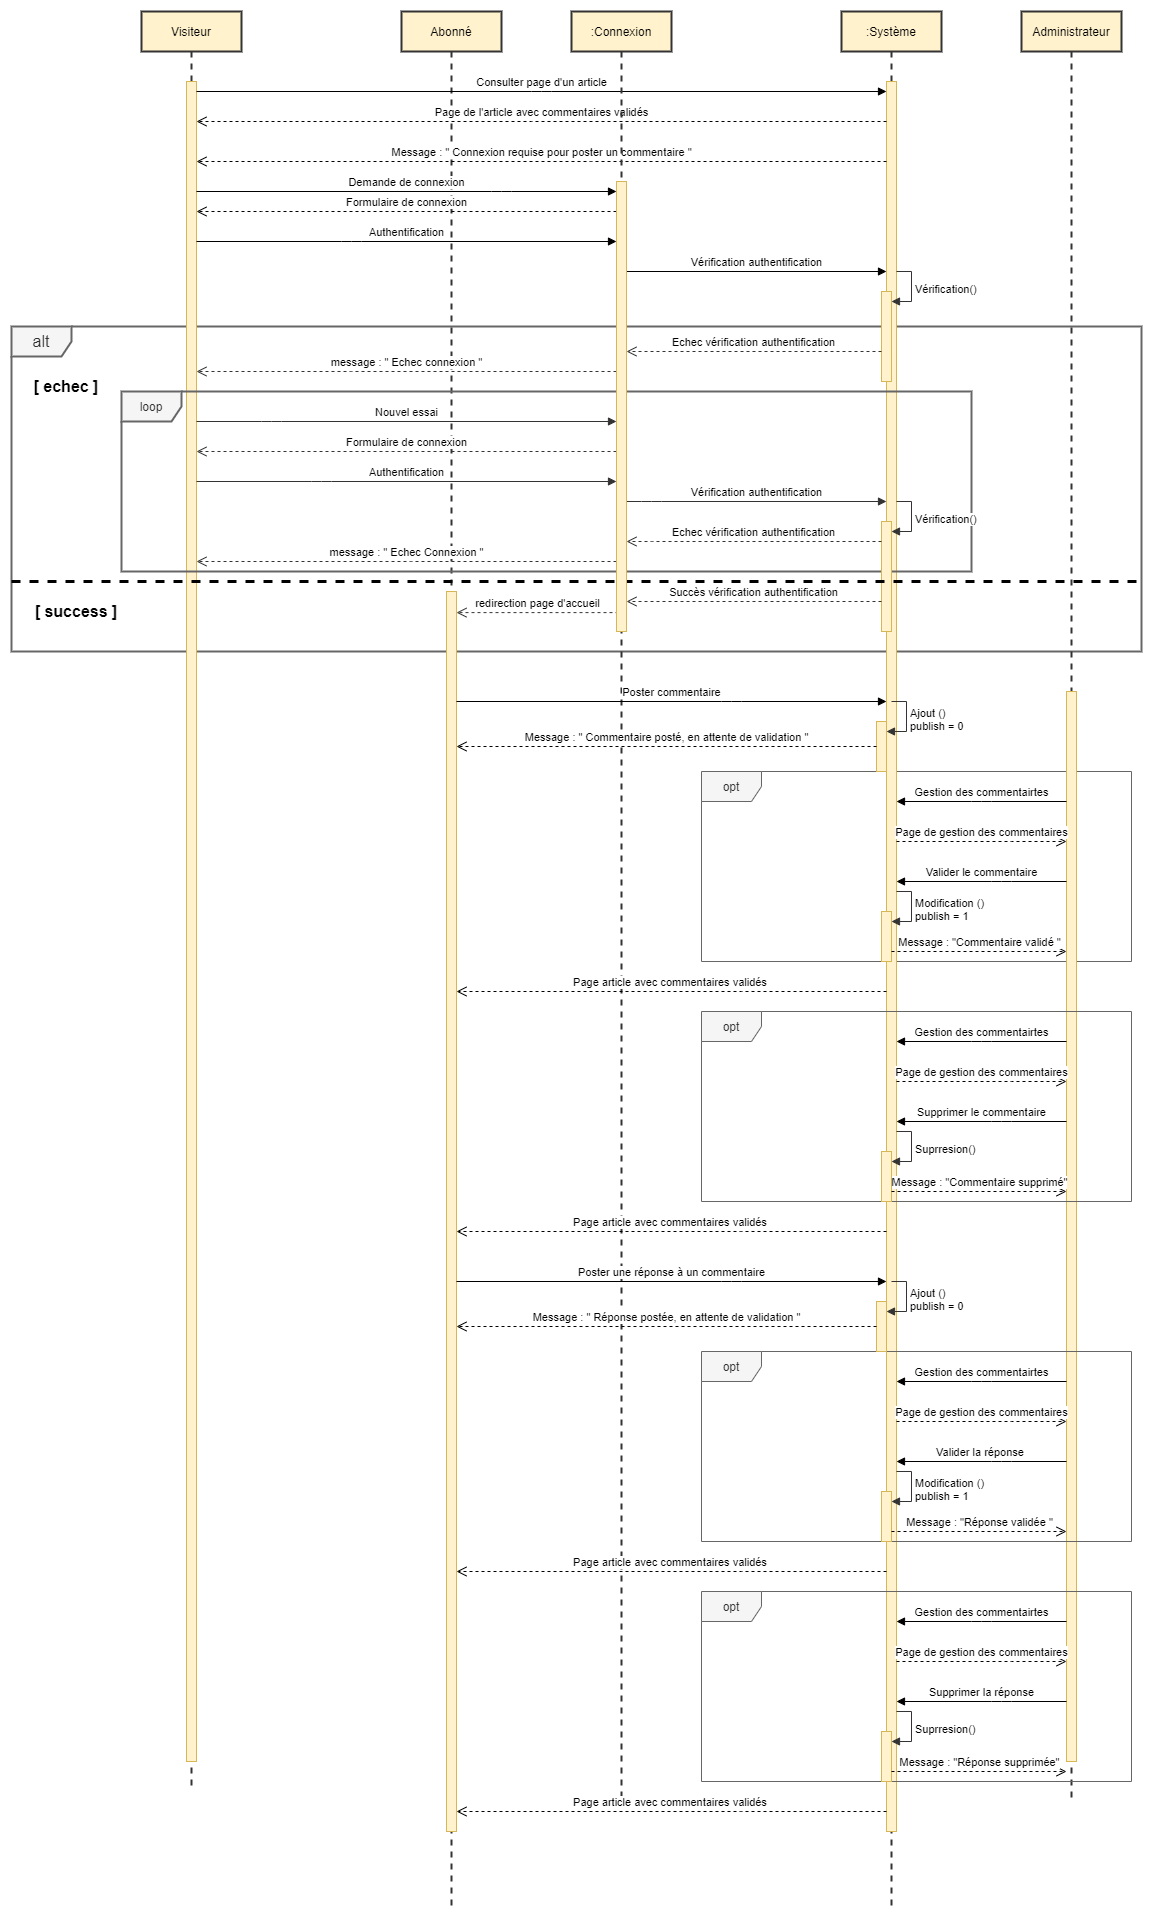 Visiteur
Abonné
:Connexion
:Système
Administrateur
Consulter page d'un article
Page de l'article avec commentaires validés
Message : " Connexion requise pour poster un commentaire "
Demande de connexion
Formulaire de connexion
Authentification
Vérification authentification
Vérification()
alt
Echec vérification authentification
message : " Echec connexion "
[ echec ]
loop
Nouvel essai
Formulaire de connexion
Authentification
Vérification authentification
Vérification()
Echec vérification authentification
message : " Echec Connexion "
Succès vérification authentification
redirection page d'accueil
[ success ]
Poster commentaire
Ajout ()
publish = 0
Message : " Commentaire posté, en attente de validation "
opt
Gestion des commentairtes
Page de gestion des commentaires
Valider le commentaire
Modification ()
publish = 1
Message : "Commentaire validé "
Page article avec commentaires validés
opt
Gestion des commentairtes
Page de gestion des commentaires
Supprimer le commentaire
Suprresion()
Message : "Commentaire supprimé"
Page article avec commentaires validés
Poster une réponse à un commentaire
Ajout ()
publish = 0
Message : " Réponse postée, en attente de validation "
opt
Gestion des commentairtes
Page de gestion des commentaires
Valider la réponse
Modification ()
publish = 1
Message : "Réponse validée "
Page article avec commentaires validés
opt
Gestion des commentairtes
Page de gestion des commentaires
Supprimer la réponse
Suprresion()
Message : "Réponse supprimée"
Page article avec commentaires validés